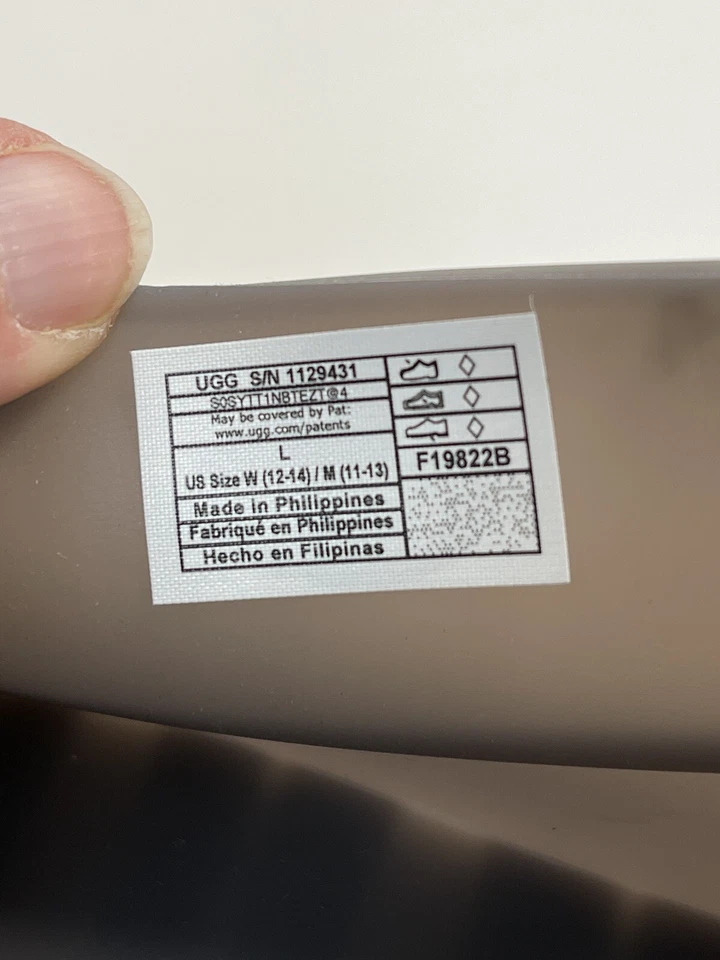 UGG S/N 1129431
S0SY1T1NBTEZT@4
May be covered by Pat:
www.ugg.com/patents
L
US Size W (12-14) / M (11-13)
Made in Philippines
Fabriqué en Philippines
Hecho en Filipinas
F19822B